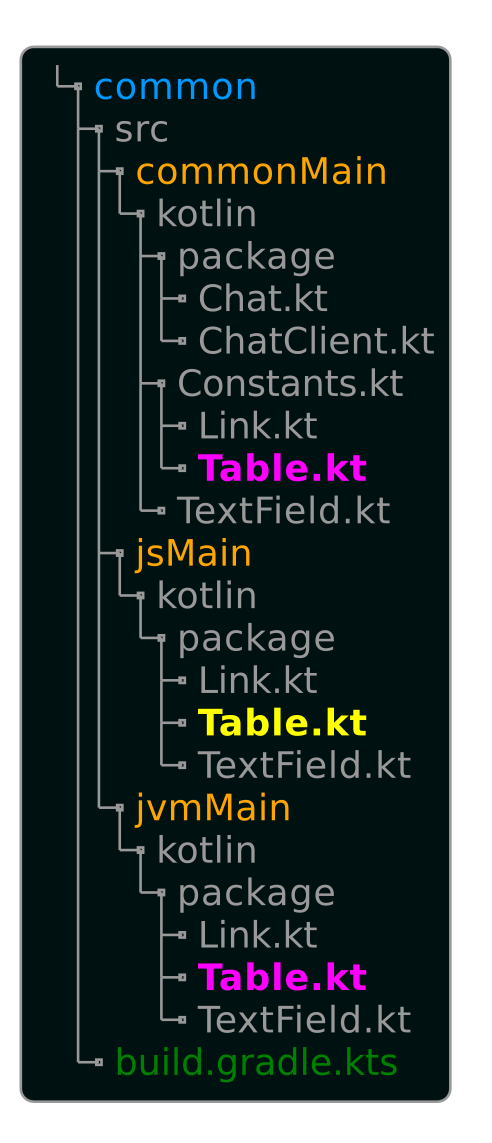 common
src
commonMain
kotlin
package
Chat.kt
ChatClient.kt
Constants.kt
Link.kt
Table.kt
TextField.kt
jsMain
kotlin
package
Link.kt
Table.kt
TextField.kt
jvmMain
kotlin
package
Link.kt
Table.kt
TextField.kt
build.gradle.kts